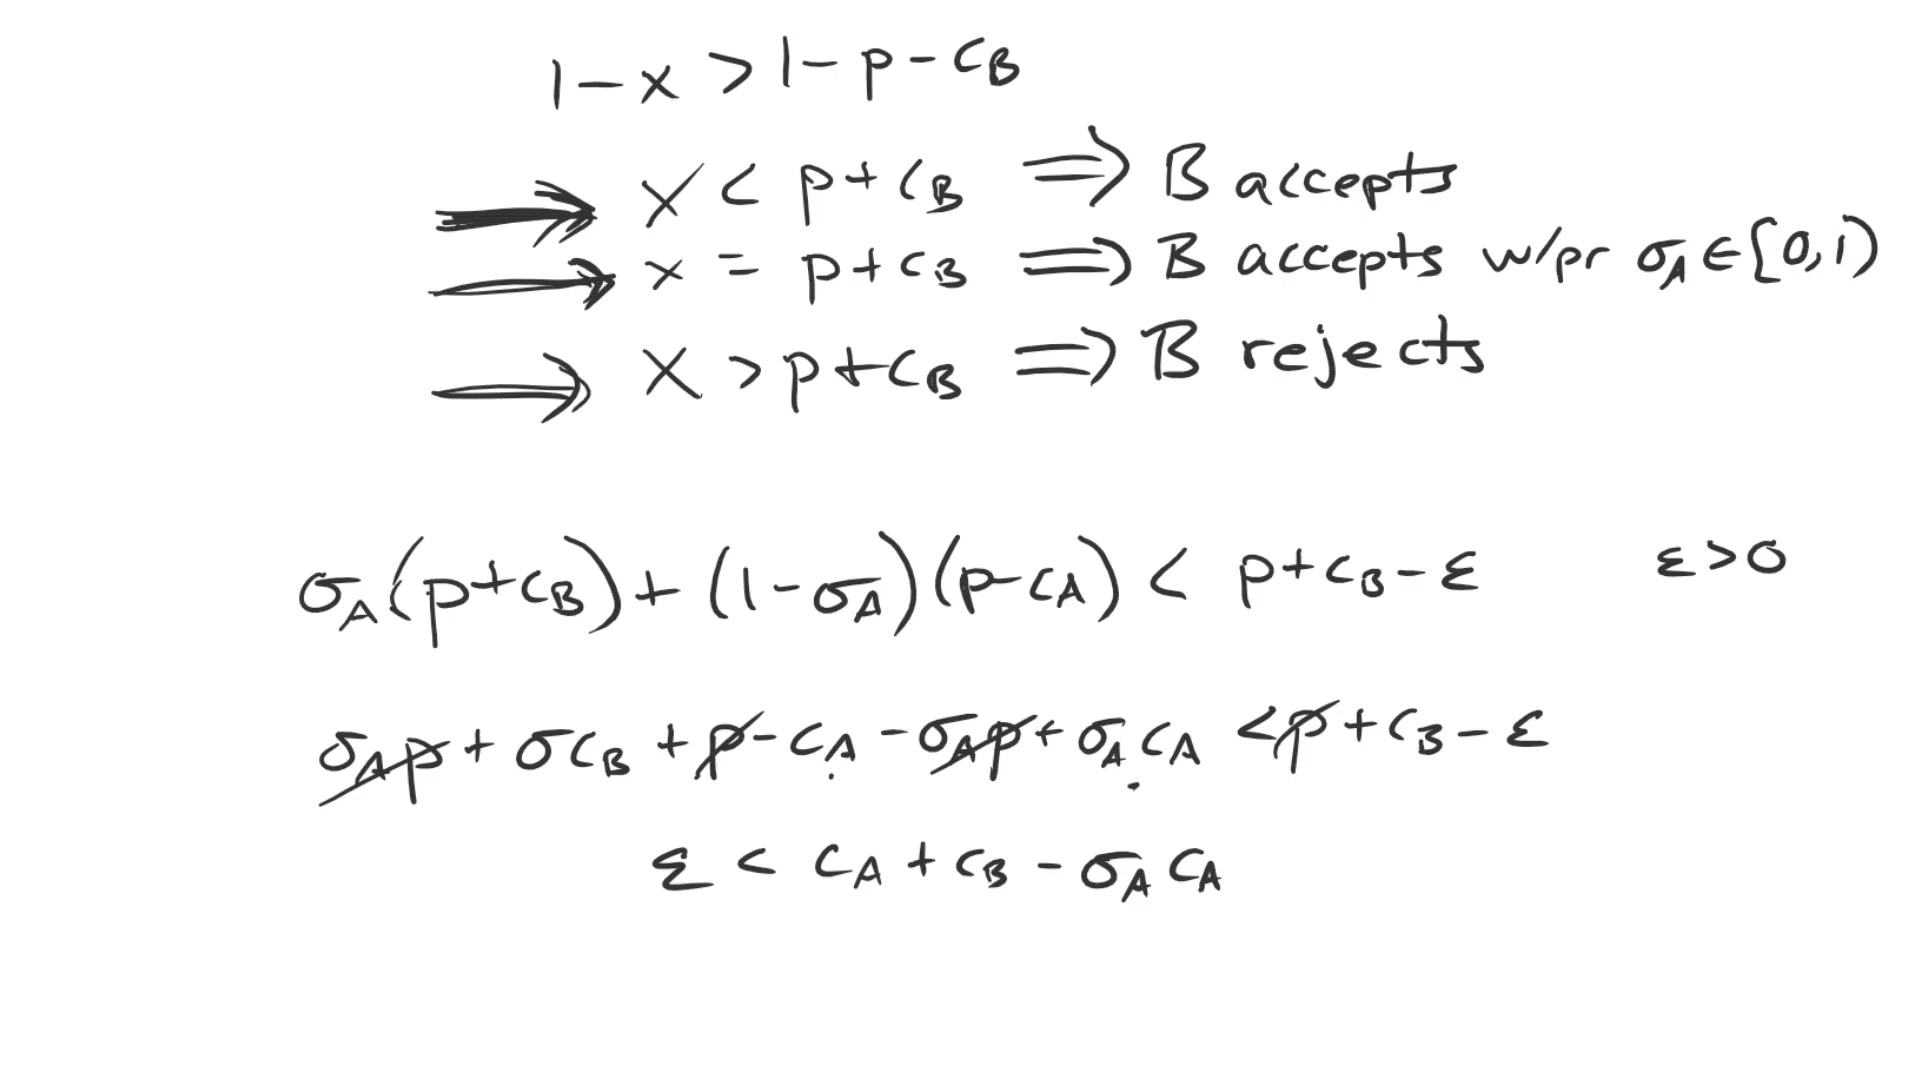 1 - x > 1 - p - c_B
x < p + c_B ⇒ B accepts
x = p + c_B ⇒ B accepts w/pr σ_A ∈ [0,1)
x > p + c_B ⇒ B rejects
σ_A(p + c_B) + (1 - σ_A)(p - c_A) < p + c_B - ε    ε > 0
σ_A p + σ c_B + p - c_A - σ_A p + σ_A c_A < p + c_B - ε
ε < c_A + c_B - σ_A c_A